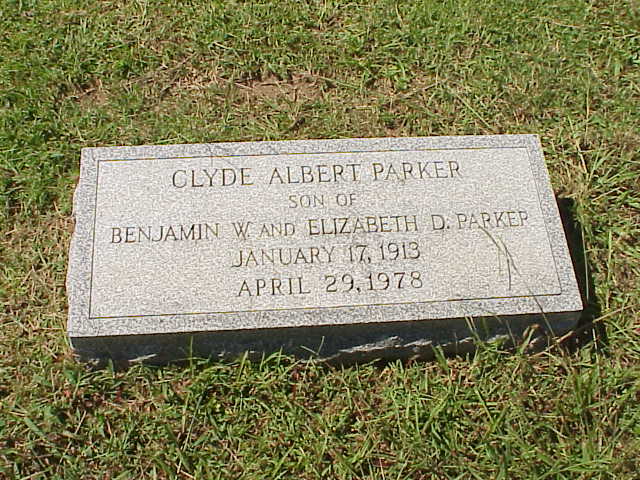 CLYDE ALBERT PARKER
SON OF
BENJAMIN W. AND ELIZABETH D. PARKER
JANUARY 17, 1913
APRIL 29, 1978